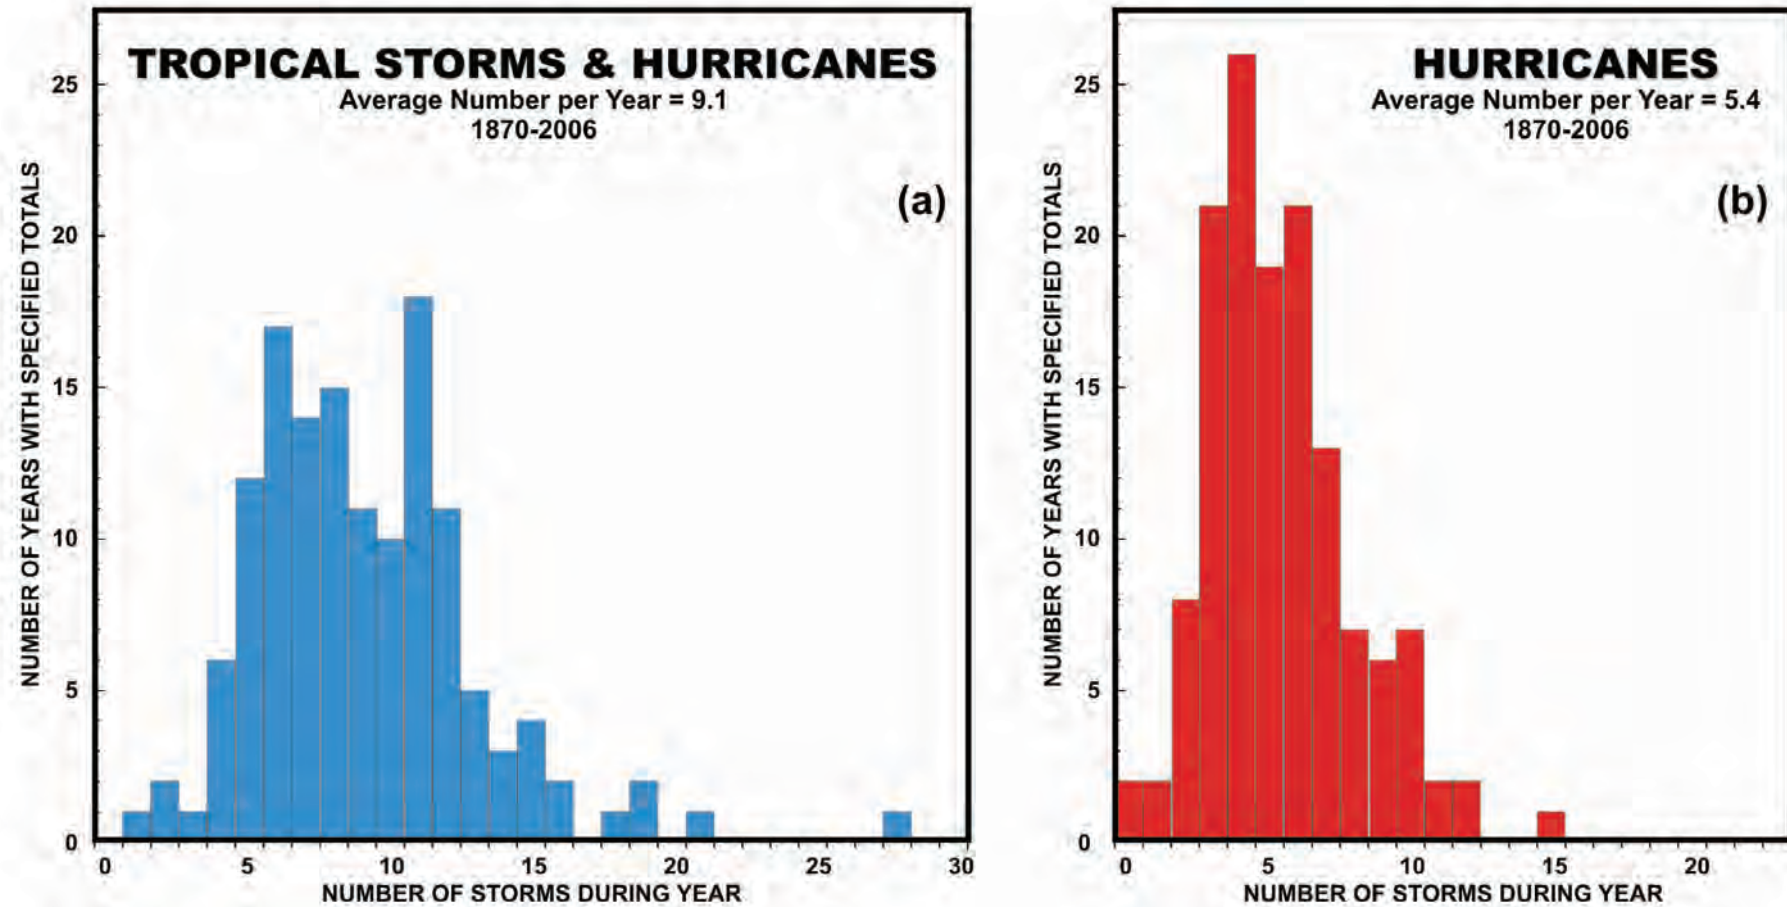 TROPICAL STORMS & HURRICANES
Average Number per Year = 9.1
1870-2006
(a)
NUMBER OF YEARS WITH SPECIFIED TOTALS
25
20
15
10
5
0
0 5 10 15 20 25 30
NUMBER OF STORMS DURING YEAR
HURRICANES
Average Number per Year = 5.4
1870-2006
(b)
NUMBER OF YEARS WITH SPECIFIED TOTALS
25
20
15
10
5
0
0 5 10 15 20
NUMBER OF STORMS DURING YEAR